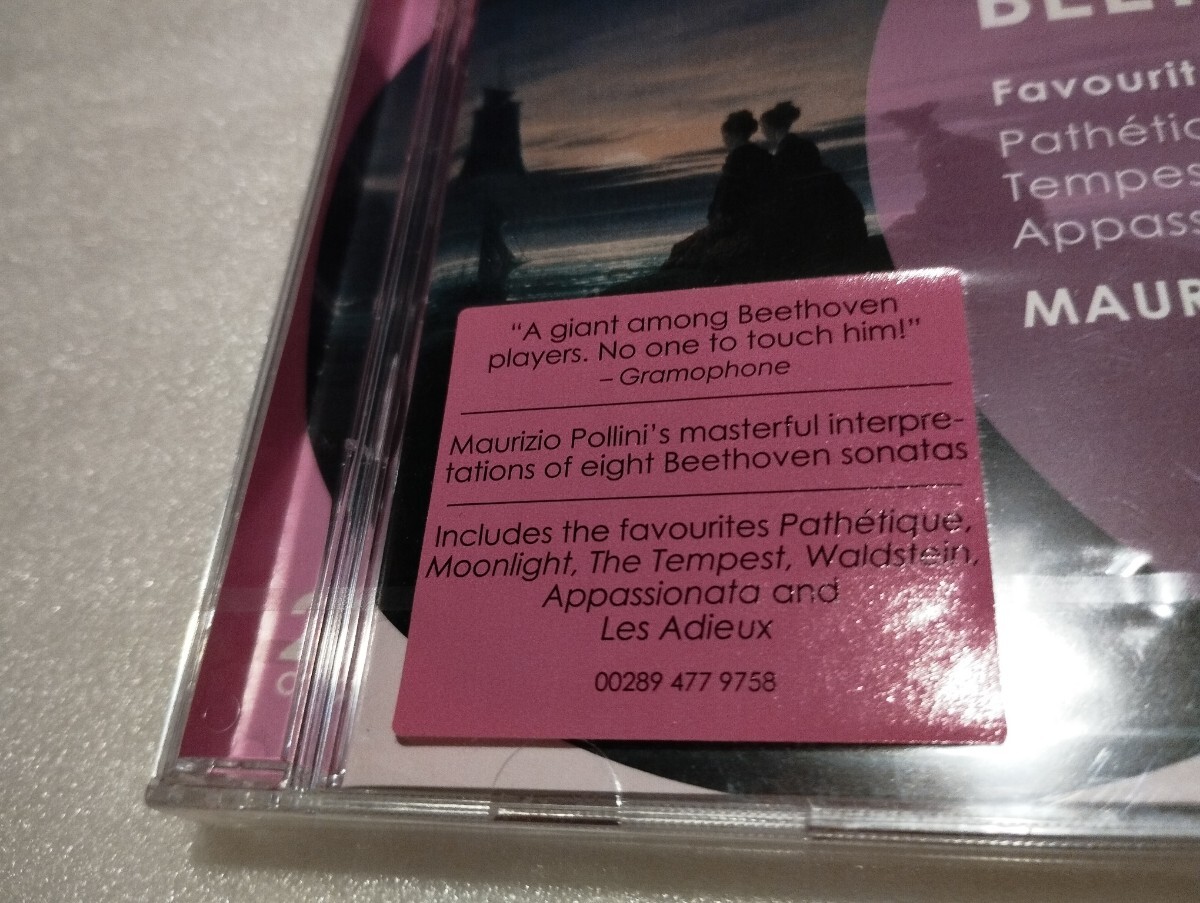 Favourit
Pathétiq
Tempes
Appass
MAUR
“A giant among Beethoven
players. No one to touch him!”
– Gramophone
Maurizio Pollini’s masterful interpre-
tations of eight Beethoven sonatas
Includes the favourites Pathétique,
Moonlight, The Tempest, Waldstein,
Appassionata and
Les Adieux
00289 477 9758
2